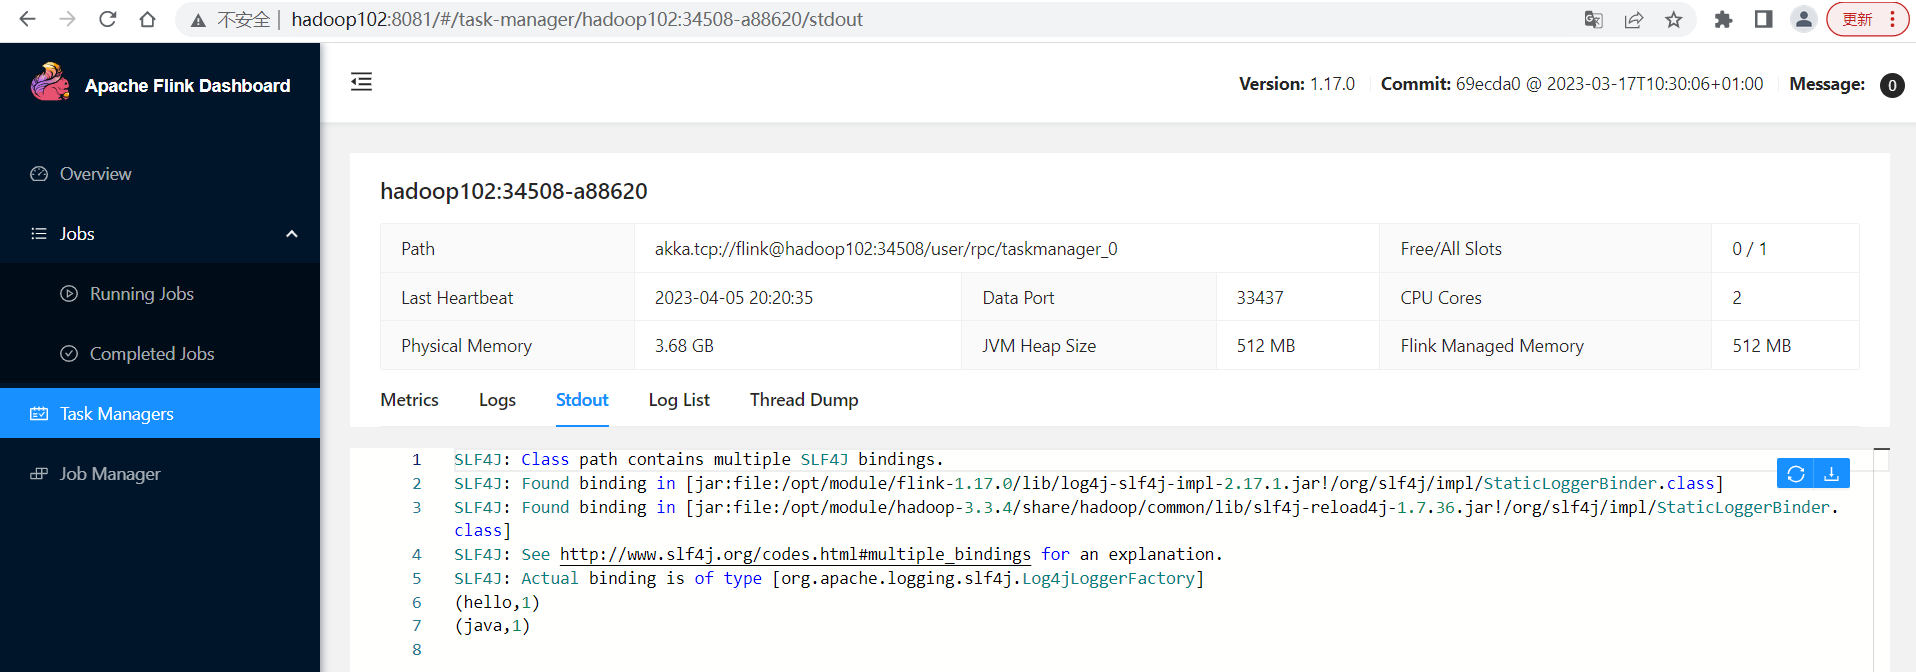 不安全 | hadoop102:8081/#/task-manager/hadoop102:34508-a88620/stdout
更新
Apache Flink Dashboard
Version: 1.17.0 Commit: 69ecda0 @ 2023-03-17T10:30:06+01:00 Message: 0
Overview
Jobs
Running Jobs
Completed Jobs
Task Managers
Job Manager
hadoop102:34508-a88620
Path akka.tcp://flink@hadoop102:34508/user/rpc/taskmanager_0 Free/All Slots 0 / 1
Last Heartbeat 2023-04-05 20:20:35 Data Port 33437 CPU Cores 2
Physical Memory 3.68 GB JVM Heap Size 512 MB Flink Managed Memory 512 MB
Metrics Logs Stdout Log List Thread Dump
1 SLF4J: Class path contains multiple SLF4J bindings.
2 SLF4J: Found binding in [jar:file:/opt/module/flink-1.17.0/lib/log4j-slf4j-impl-2.17.1.jar!/org/slf4j/impl/StaticLoggerBinder.class]
3 SLF4J: Found binding in [jar:file:/opt/module/hadoop-3.3.4/share/hadoop/common/lib/slf4j-reload4j-1.7.36.jar!/org/slf4j/impl/StaticLoggerBinder.
class]
4 SLF4J: See http://www.slf4j.org/codes.html#multiple_bindings for an explanation.
5 SLF4J: Actual binding is of type [org.apache.logging.slf4j.Log4jLoggerFactory]
6 (hello,1)
7 (java,1)
8